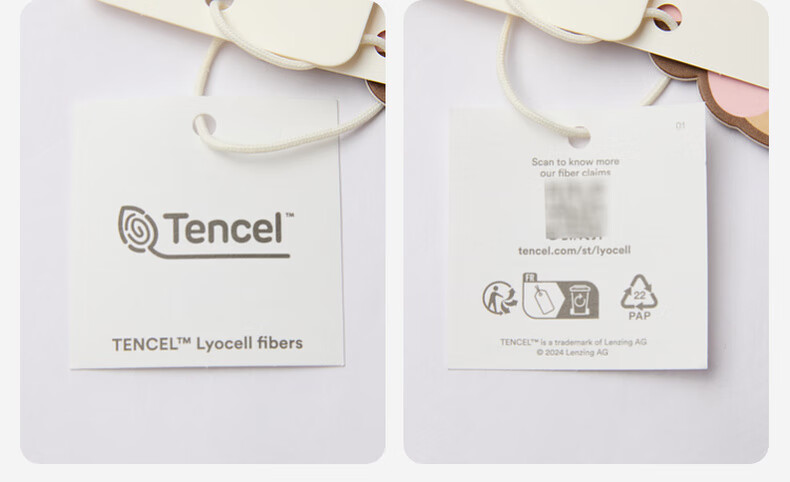 Tencel™
TENCEL™ Lyocell fibers
01
Scan to know more
our fiber claims
tencel.com/st/lyocell
FR
22
PAP
TENCEL™ is a trademark of Lenzing AG
© 2024 Lenzing AG